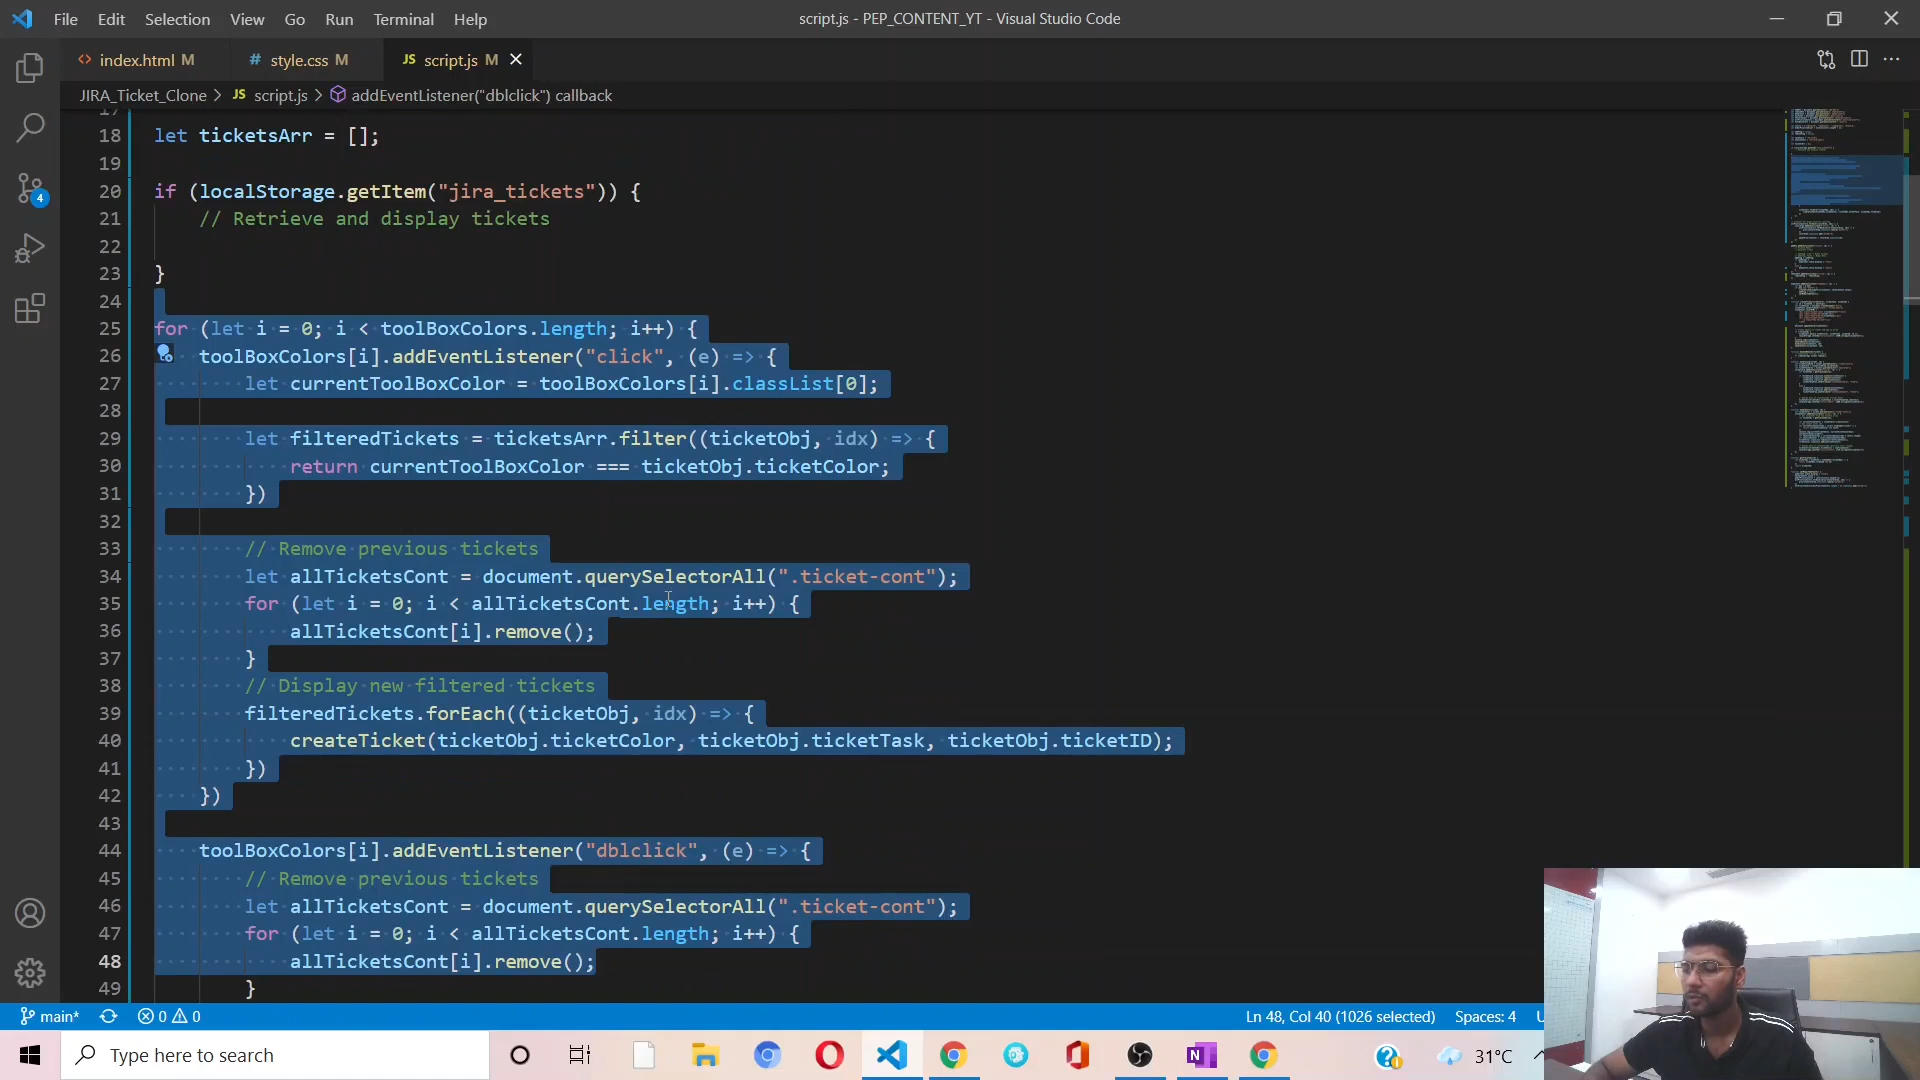 File Edit Selection View Go Run Terminal Help
script.js - PEP_CONTENT_YT - Visual Studio Code
index.html M
style.css M
JS script.js M
JIRA_Ticket_Clone > JS script.js > addEventListener("dblclick") callback
18 let ticketsArr = [];
19
20 if (localStorage.getItem("jira_tickets")) {
21 // Retrieve and display tickets
22
23 }
24
25 for (let i = 0; i < toolBoxColors.length; i++) {
26 toolBoxColors[i].addEventListener("click", (e) => {
27 let currentToolBoxColor = toolBoxColors[i].classList[0];
28
29 let filteredTickets = ticketsArr.filter((ticketObj, idx) => {
30 return currentToolBoxColor === ticketObj.ticketColor;
31 })
32
33 // Remove previous tickets
34 let allTicketsCont = document.querySelectorAll(".ticket-cont");
35 for (let i = 0; i < allTicketsCont.length; i++) {
36 allTicketsCont[i].remove();
37 }
38 // Display new filtered tickets
39 filteredTickets.forEach((ticketObj, idx) => {
40 createTicket(ticketObj.ticketColor, ticketObj.ticketTask, ticketObj.ticketID);
41 })
42 })
43
44 toolBoxColors[i].addEventListener("dblclick", (e) => {
45 // Remove previous tickets
46 let allTicketsCont = document.querySelectorAll(".ticket-cont");
47 for (let i = 0; i < allTicketsCont.length; i++) {
48 allTicketsCont[i].remove();
49 }
4
main* 0 0 Ln 48, Col 40 (1026 selected) Spaces: 4
Type here to search
31°C